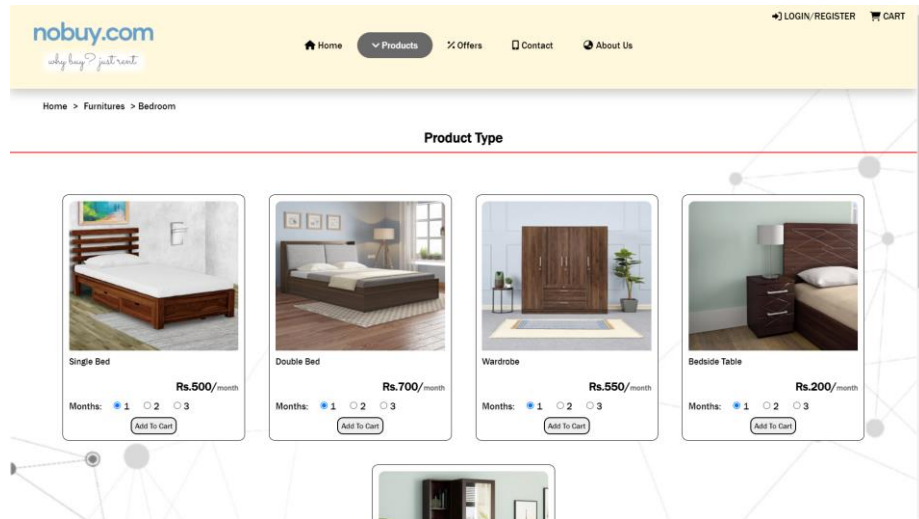 LOGIN/REGISTER CART
nobuy.com
why buy? just rent
Home Products Offers Contact About Us
Home > Furnitures > Bedroom
Product Type
Single Bed
Rs.500/month
Months: 1 2 3
Add To Cart
Double Bed
Rs.700/month
Months: 1 2 3
Add To Cart
Wardrobe
Rs.550/month
Months: 1 2 3
Add To Cart
Bedside Table
Rs.200/month
Months: 1 2 3
Add To Cart